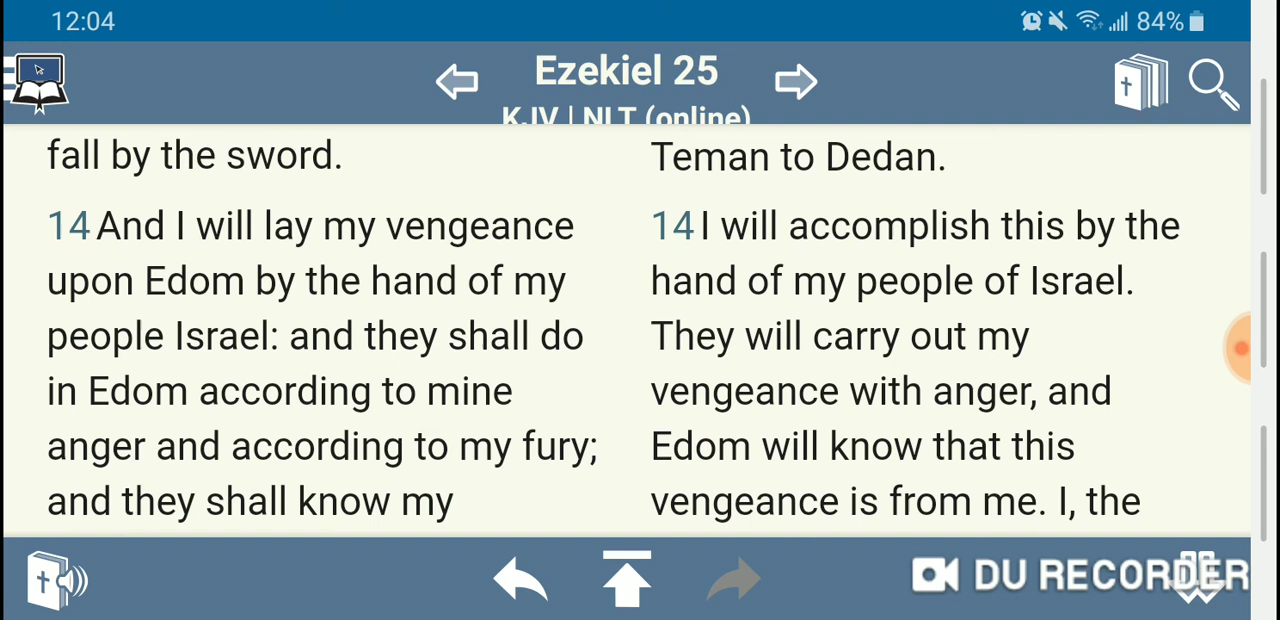 12:04
84%
Ezekiel 25
KJV | NLT (online)
fall by the sword.
14 And I will lay my vengeance
upon Edom by the hand of my
people Israel: and they shall do
in Edom according to mine
anger and according to my fury;
and they shall know my
Teman to Dedan.
14 I will accomplish this by the
hand of my people of Israel.
They will carry out my
vengeance with anger, and
Edom will know that this
vengeance is from me. I, the
DU RECORDER